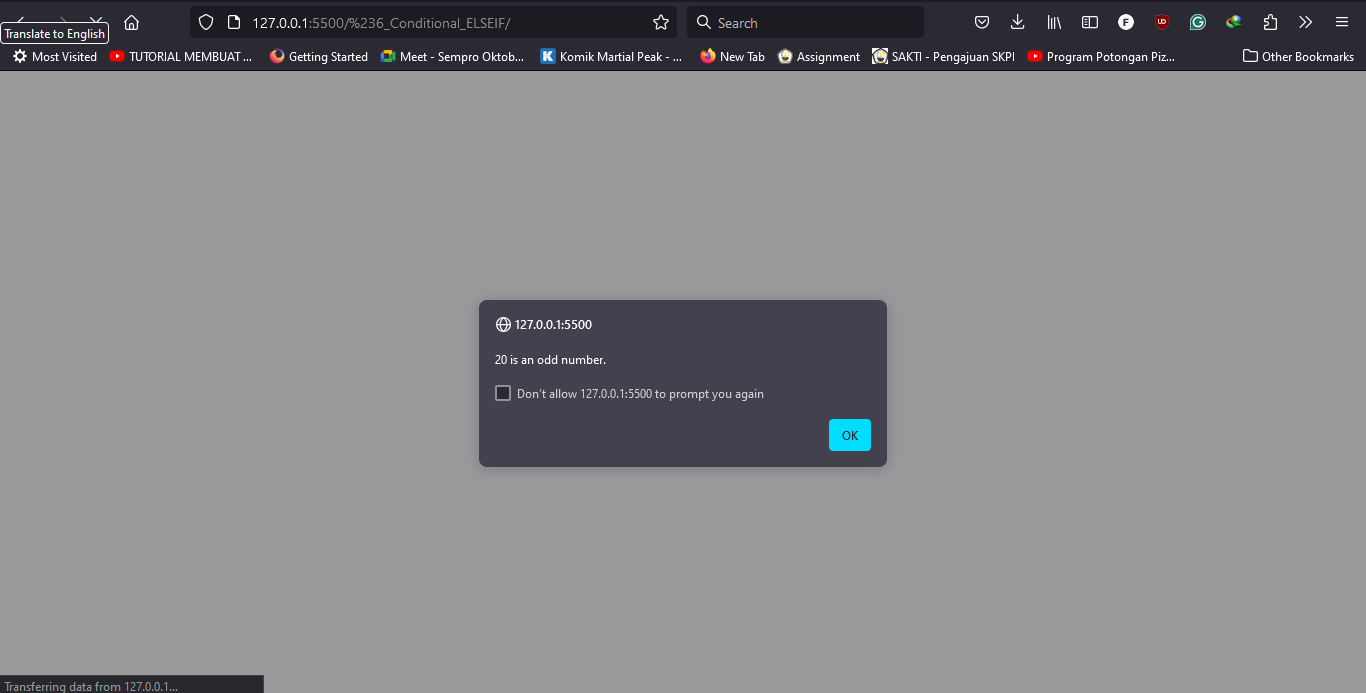 127.0.0.1:5500/%236_Conditional_ELSEIF/
Search
Translate to English
Most Visited
TUTORIAL MEMBUAT ...
Getting Started
Meet - Sempro Oktob...
Komik Martial Peak - ...
New Tab
Assignment
SAKTI - Pengajuan SKPI
Program Potongan Piz...
Other Bookmarks
127.0.0.1:5500
20 is an odd number.
Don't allow 127.0.0.1:5500 to prompt you again
OK
Transferring data from 127.0.0.1...